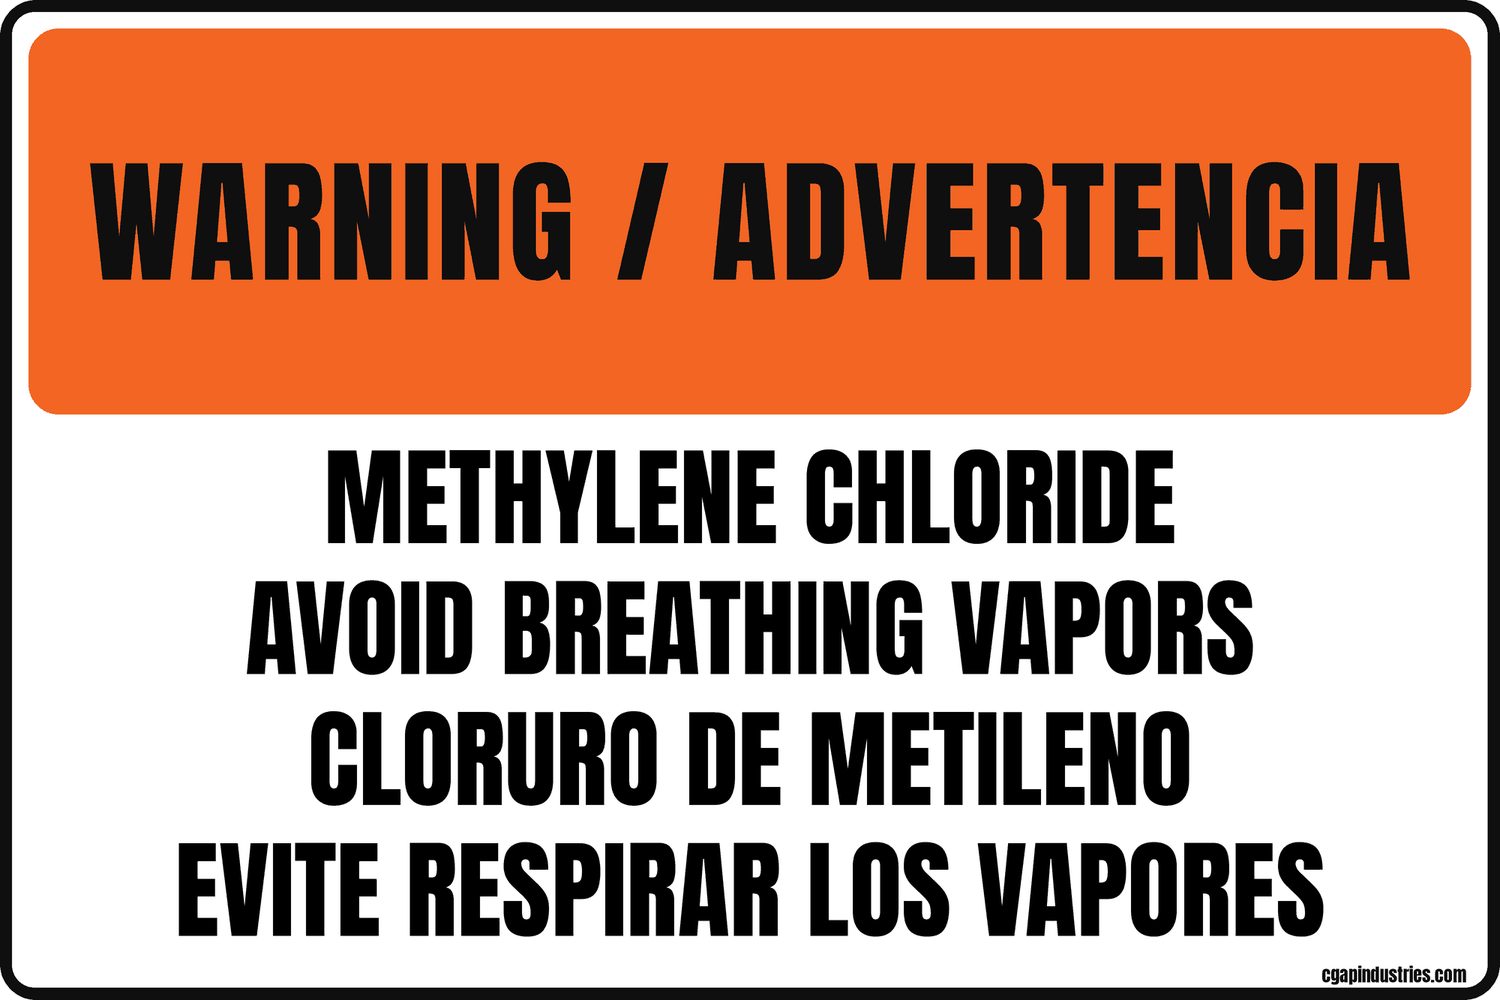 WARNING / ADVERTENCIA
METHYLENE CHLORIDE
AVOID BREATHING VAPORS
CLORURO DE METILENO
EVITE RESPIRAR LOS VAPORES
cgapindustries.com